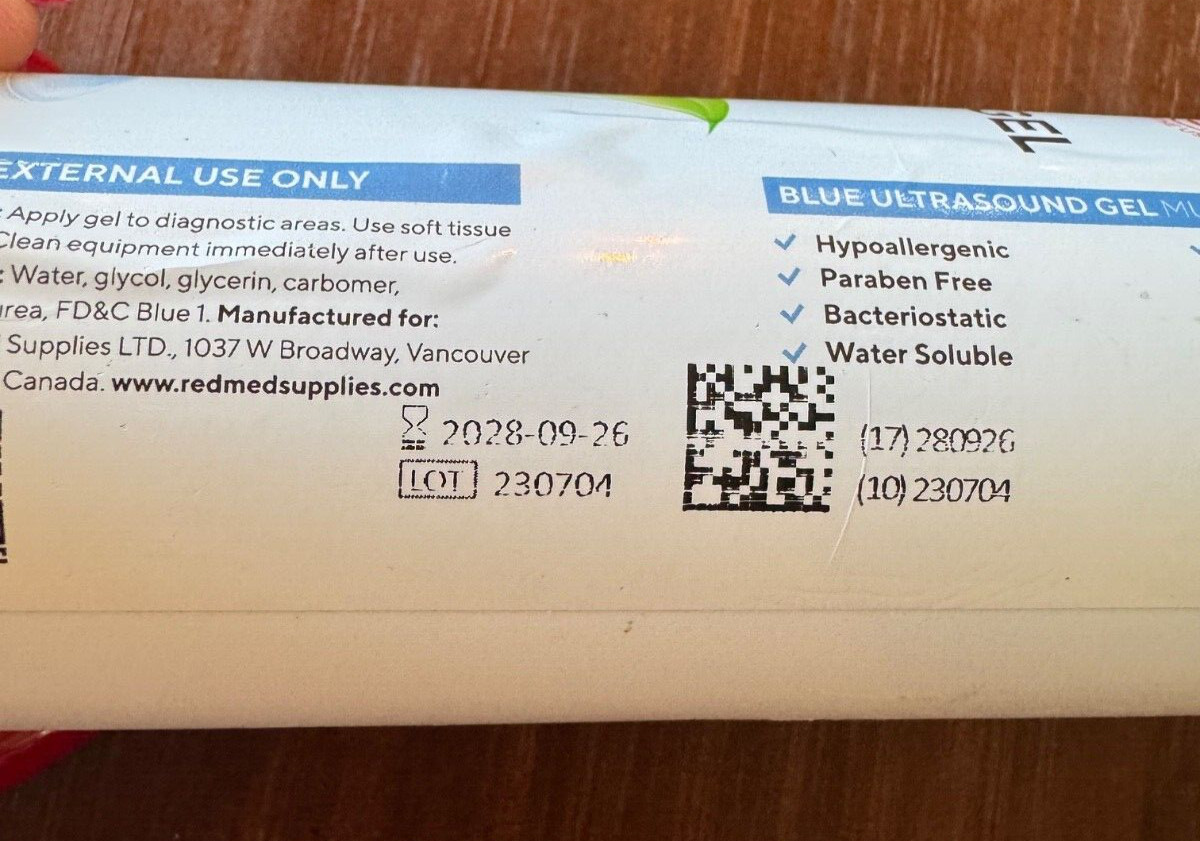 EXTERNAL USE ONLY
: Apply gel to diagnostic areas. Use soft tissue
Clean equipment immediately after use.
: Water, glycol, glycerin, carbomer,
urea, FD&C Blue 1. Manufactured for:
Supplies LTD., 1037 W Broadway, Vancouver
Canada. www.redmedsupplies.com
2028-09-26
LOT 230704
GEL
BLUE ULTRASOUND GEL
Hypoallergenic
Paraben Free
Bacteriostatic
Water Soluble
(17) 280926
(10) 230704